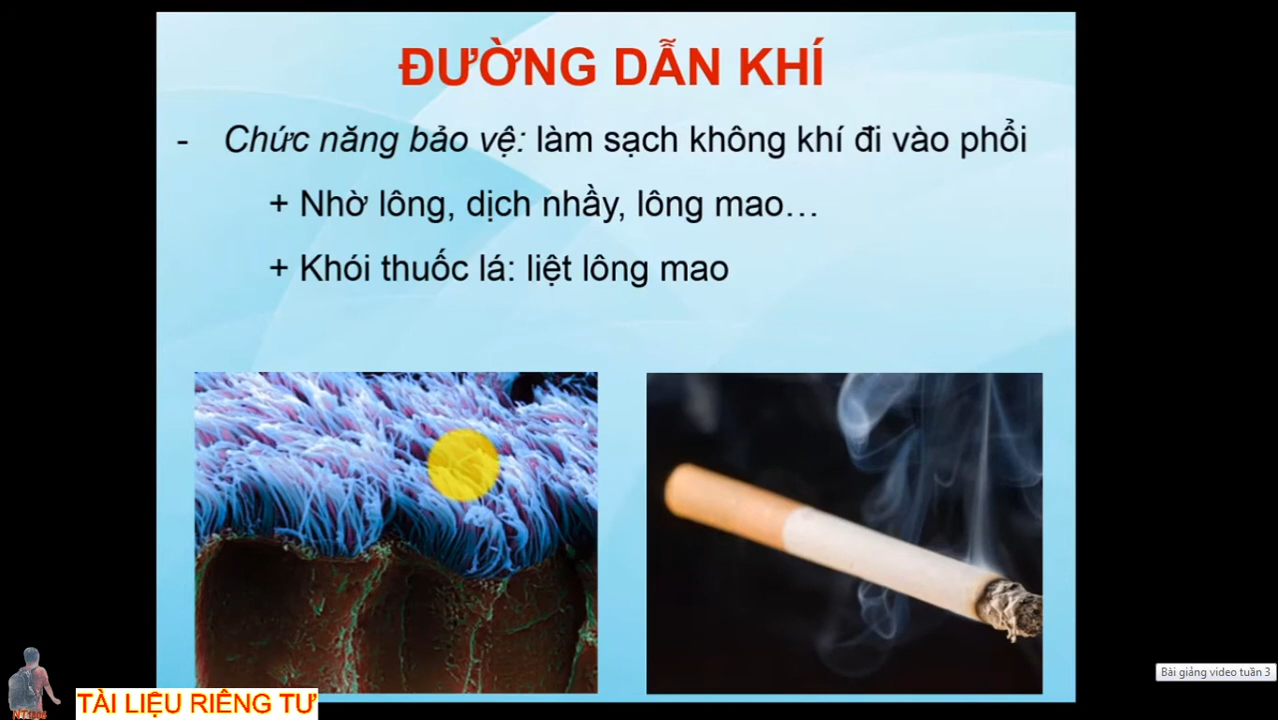 ĐƯỜNG DẪN KHÍ
- Chức năng bảo vệ: làm sạch không khí đi vào phổi
+ Nhờ lông, dịch nhầy, lông mao…
+ Khói thuốc lá: liệt lông mao
Bài giảng video tuần 3
TÀI LIỆU RIÊNG TƯ